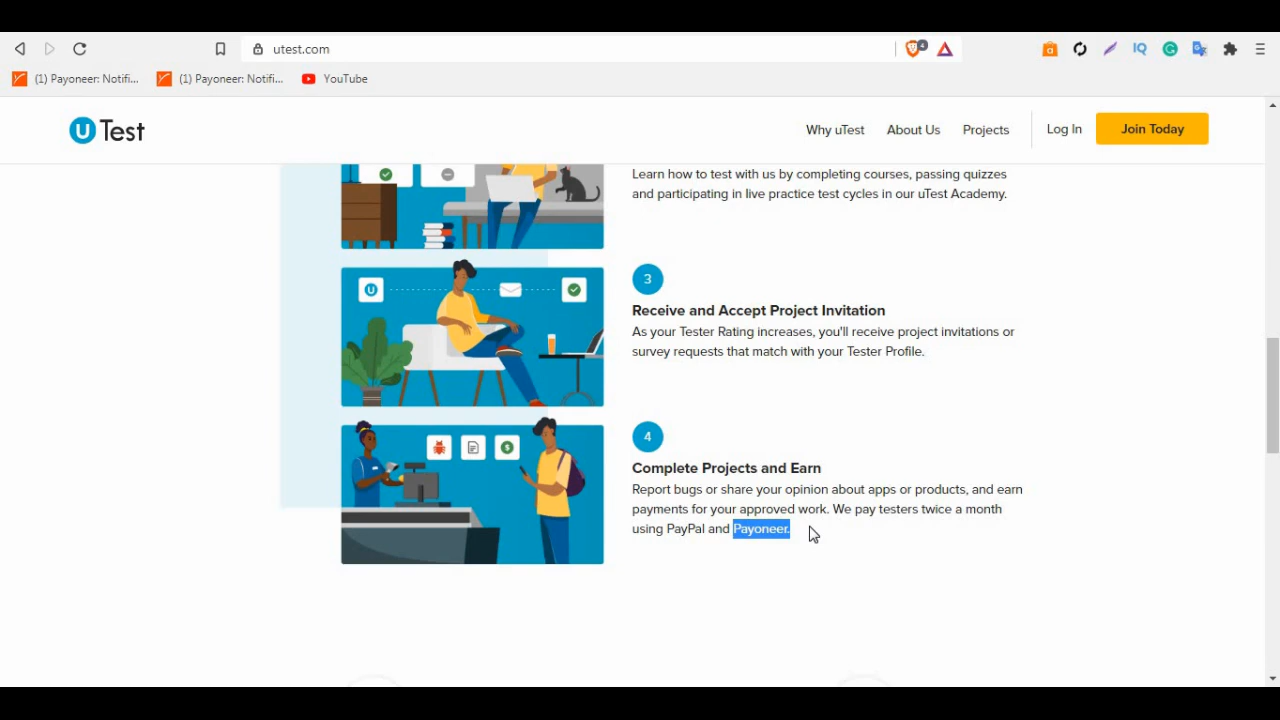 utest.com
4
IQ
(1) Payoneer: Notifi...
(1) Payoneer: Notifi...
YouTube
U Test
Why uTest
About Us
Projects
Log In
Join Today
Learn how to test with us by completing courses, passing quizzes
and participating in live practice test cycles in our uTest Academy.
U
3
Receive and Accept Project Invitation
As your Tester Rating increases, you'll receive project invitations or
survey requests that match with your Tester Profile.
$
4
Complete Projects and Earn
Report bugs or share your opinion about apps or products, and earn
payments for your approved work. We pay testers twice a month
using PayPal and Payoneer.